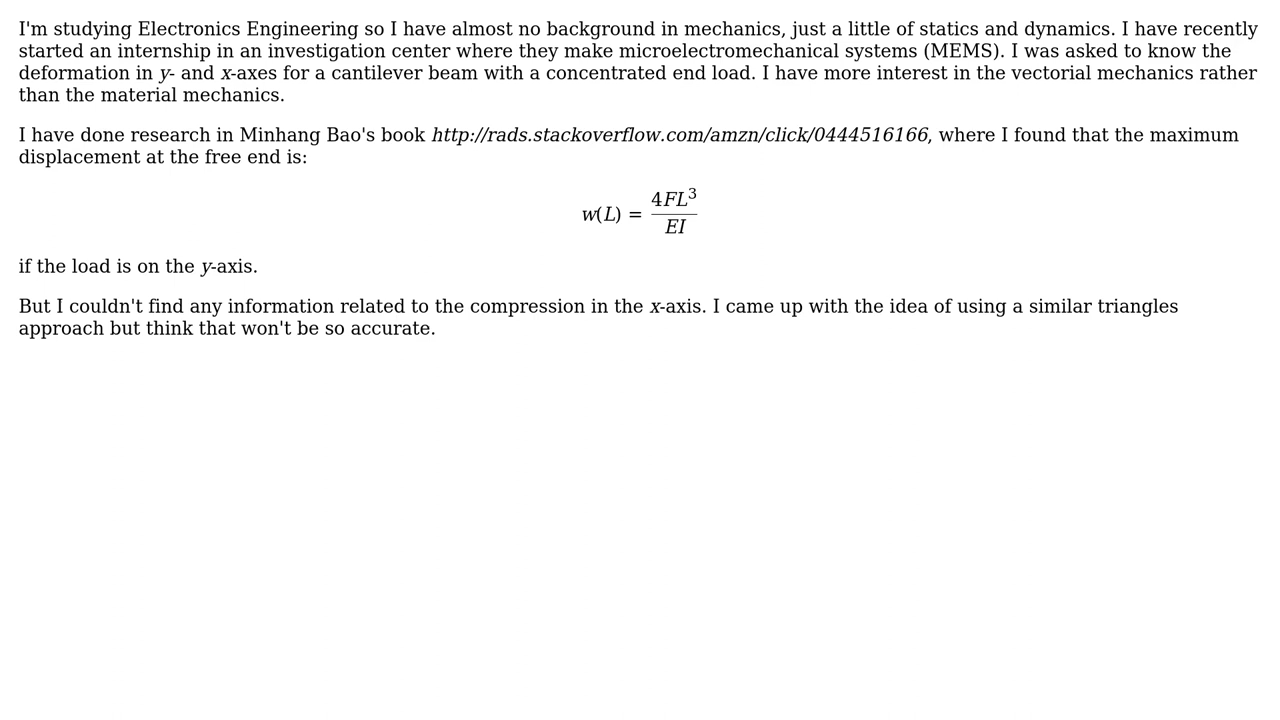 I'm studying Electronics Engineering so I have almost no background in mechanics, just a little of statics and dynamics. I have recently
started an internship in an investigation center where they make microelectromechanical systems (MEMS). I was asked to know the
deformation in y- and x-axes for a cantilever beam with a concentrated end load. I have more interest in the vectorial mechanics rather
than the material mechanics.
I have done research in Minhang Bao's book http://rads.stackoverflow.com/amzn/click/0444516166, where I found that the maximum
displacement at the free end is:
w(L) = \frac{4FL^3}{EI}
if the load is on the y-axis.
But I couldn't find any information related to the compression in the x-axis. I came up with the idea of using a similar triangles
approach but think that won't be so accurate.